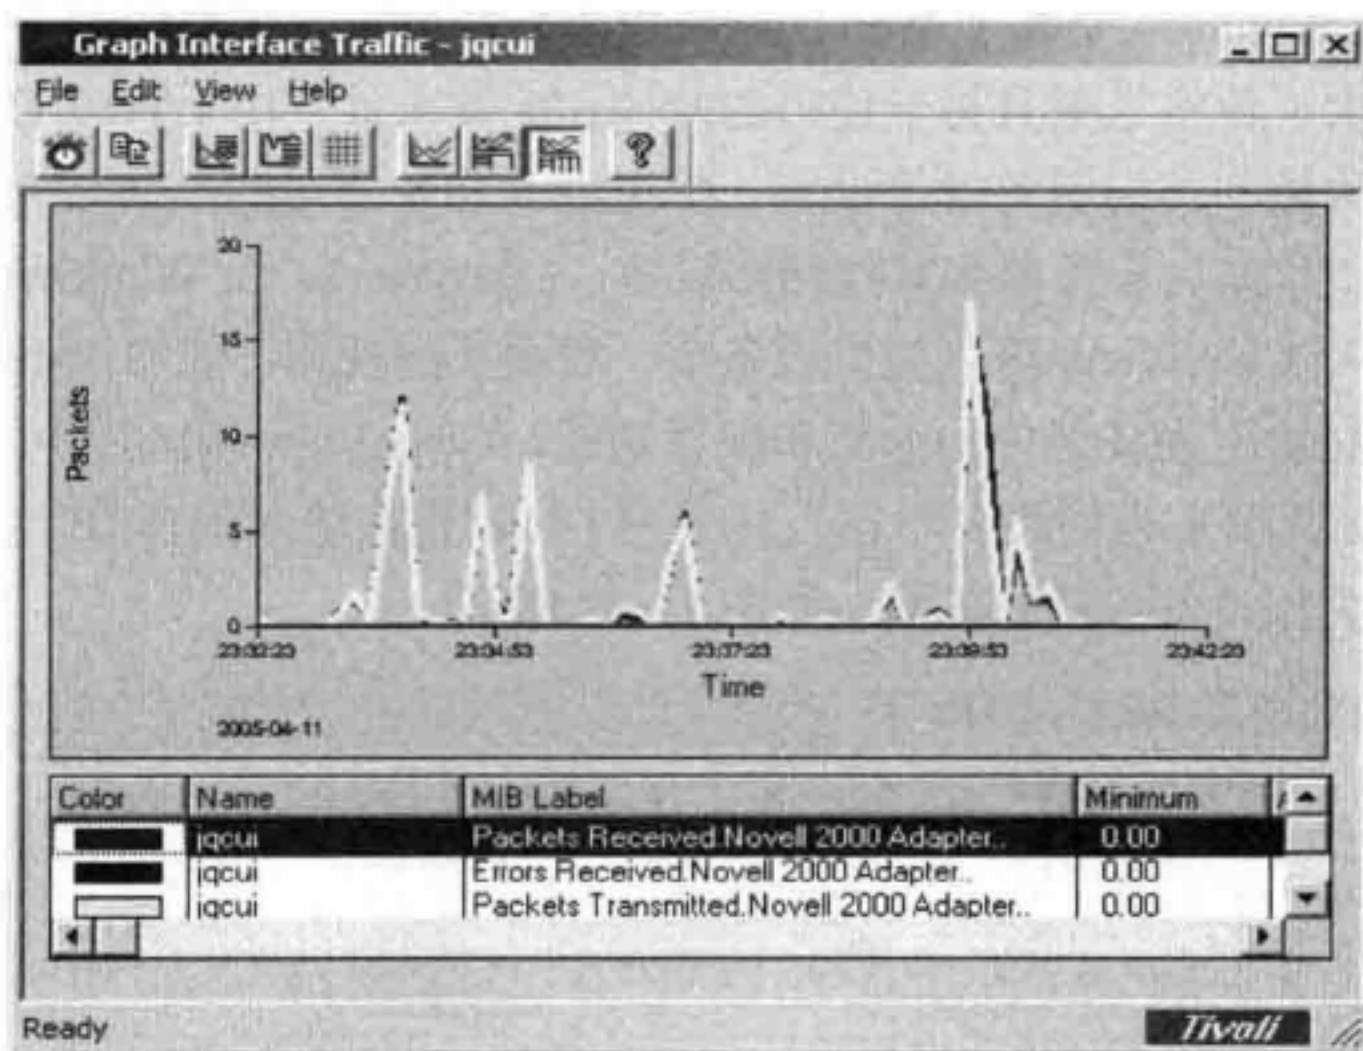 Graph Interface Traffic - jqcui
File Edit View Help
Packets
20
15
10
5
0
23:32:23 23:34:53 23:37:23 23:39:53 23:42:23
Time
2005-04-11
Color Name MIB Label Minimum
jqcui Packets Received.Novell 2000 Adapter.. 0.00
jqcui Errors Received.Novell 2000 Adapter.. 0.00
jqcui Packets Transmitted.Novell 2000 Adapter.. 0.00
Ready Tivoli